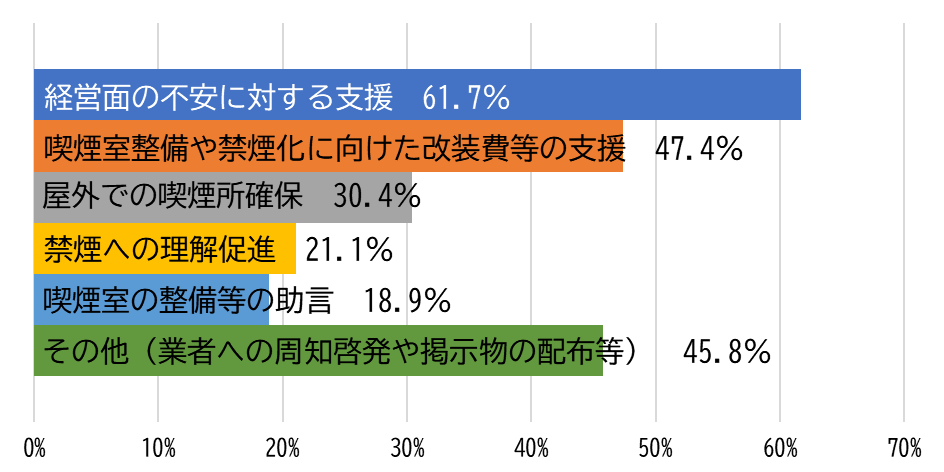 経営面の不安に対する支援　61.7%
喫煙室整備や禁煙化に向けた改装費等の支援　47.4%
屋外での喫煙所確保　30.4%
禁煙への理解促進　21.1%
喫煙室の整備等の助言　18.9%
その他（業者への周知啓発や掲示物の配布等）　45.8%
0% 10% 20% 30% 40% 50% 60% 70%